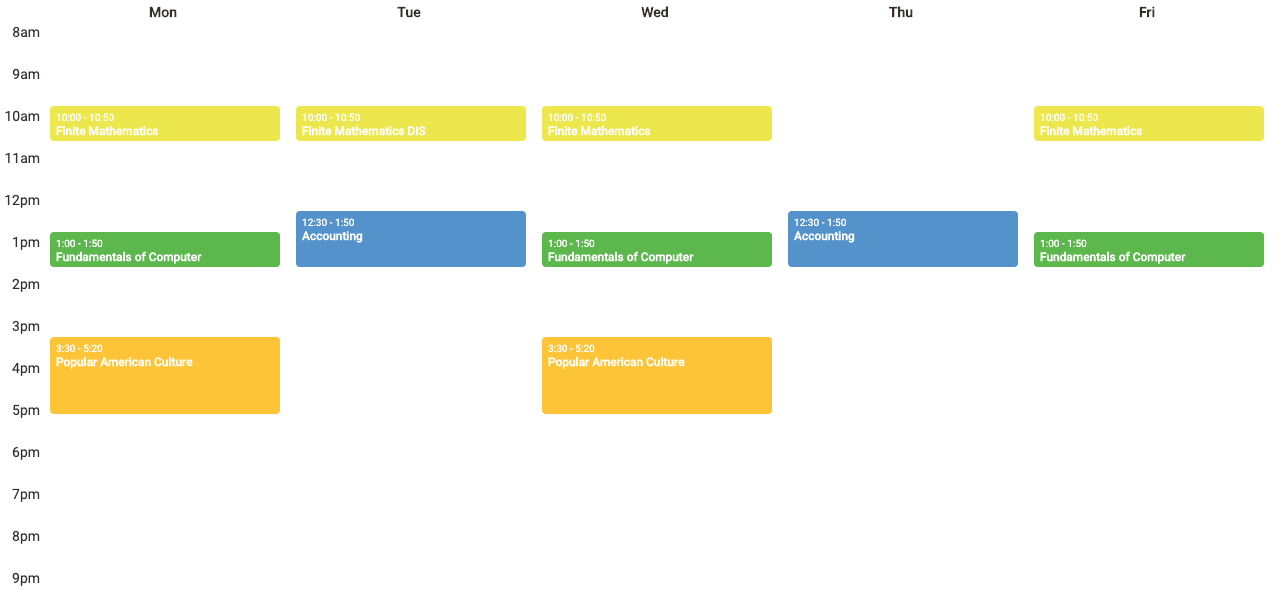 Mon Tue Wed Thu Fri
8am
9am
10am
10:00 - 10:50
Finite Mathematics
10:00 - 10:50
Finite Mathematics DIS
10:00 - 10:50
Finite Mathematics
10:00 - 10:50
Finite Mathematics
11am
12pm
12:30 - 1:50
Accounting
12:30 - 1:50
Accounting
1pm
1:00 - 1:50
Fundamentals of Computer
1:00 - 1:50
Fundamentals of Computer
1:00 - 1:50
Fundamentals of Computer
2pm
3pm
3:30 - 5:20
Popular American Culture
3:30 - 5:20
Popular American Culture
4pm
5pm
6pm
7pm
8pm
9pm